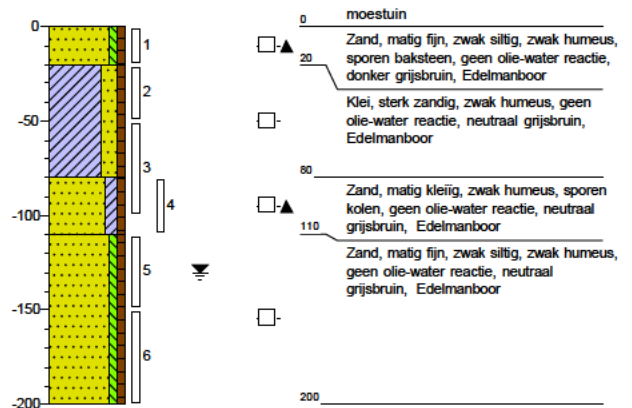 0
-50
-100
-150
-200
1
2
3
4
5
6
0
moestuin
Zand, matig fijn, zwak siltig, zwak humeus,
sporen baksteen, geen olie-water reactie,
donker grijsbruin, Edelmanboor
20
Klei, sterk zandig, zwak humeus, geen
olie-water reactie, neutraal grijsbruin,
Edelmanboor
80
Zand, matig kleiïg, zwak humeus, sporen
kolen, geen olie-water reactie, neutraal
grijsbruin, Edelmanboor
110
Zand, matig fijn, zwak siltig, zwak humeus,
geen olie-water reactie, neutraal
grijsbruin, Edelmanboor
200